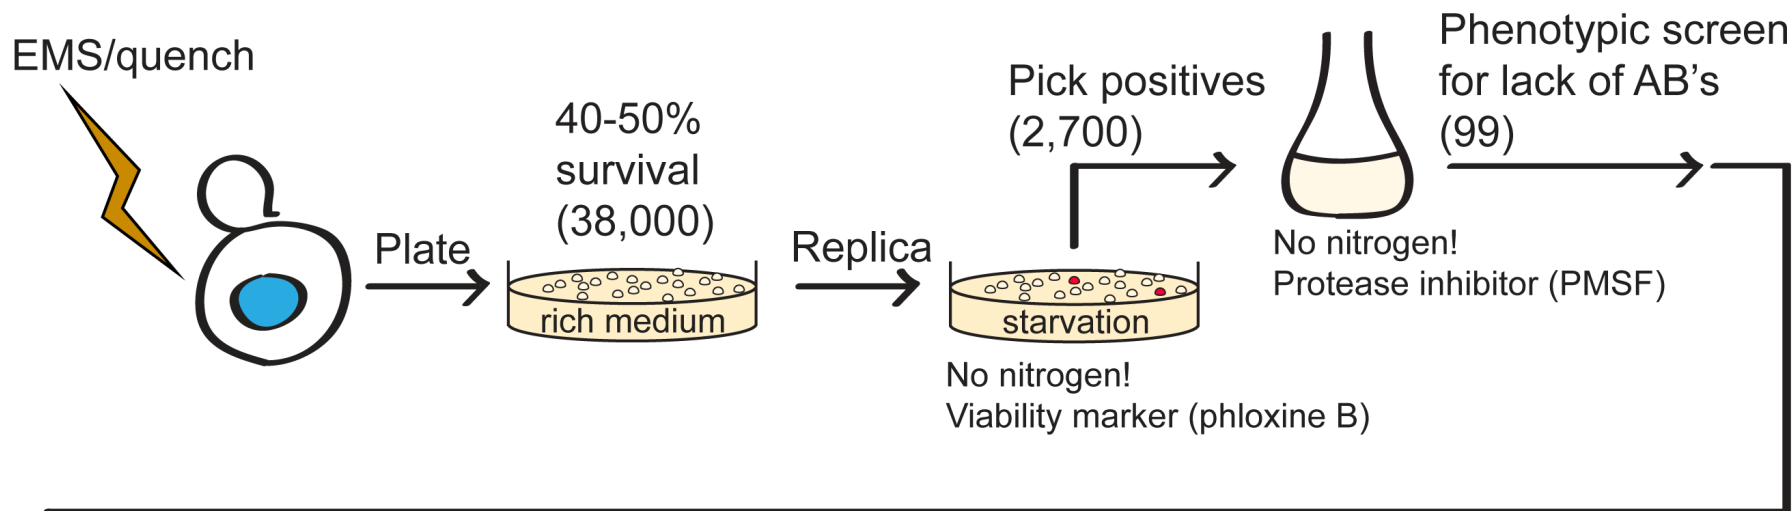 EMS/quench
Plate
40-50%
survival
(38,000)
rich medium
Replica
starvation
No nitrogen!
Viability marker (phloxine B)
Pick positives
(2,700)
No nitrogen!
Protease inhibitor (PMSF)
Phenotypic screen
for lack of AB’s
(99)